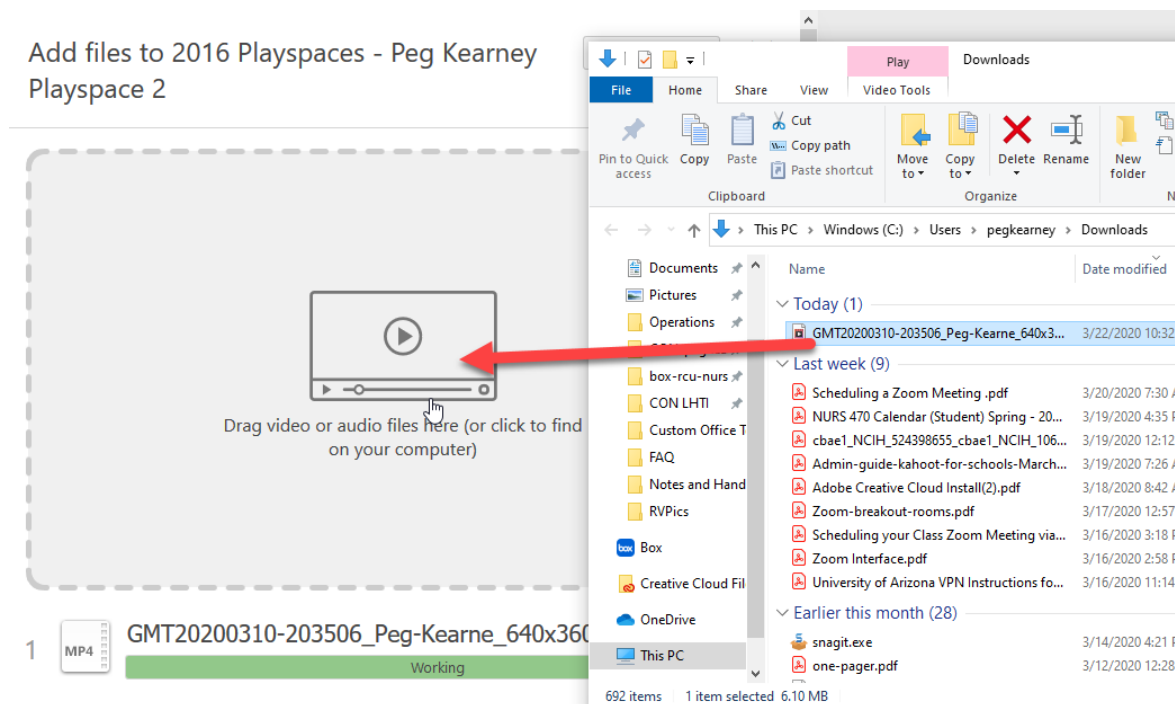 Add files to 2016 Playspaces - Peg Kearney
Playspace 2
Drag video or audio files here (or click to find
on your computer)
1
MP4
GMT20200310-203506_Peg-Kearne_640x360
Working
Play
Downloads
File
Home
Share
View
Video Tools
Pin to Quick
access
Copy
Paste
Cut
Copy path
Paste shortcut
Clipboard
Move
to
Copy
to
Delete
Rename
Organize
New
folder
N
This PC > Windows (C:) > Users > pegkearney > Downloads
Documents
Pictures
Operations
box-rcu-nurs
CON LHTI
Custom Office T
FAQ
Notes and Hand
RVPics
box Box
Creative Cloud Fil
OneDrive
This PC
Name
Date modified
Today (1)
GMT20200310-203506_Peg-Kearne_640x3... 3/22/2020 10:32
Last week (9)
Scheduling a Zoom Meeting .pdf 3/20/2020 7:30 A
NURS 470 Calendar (Student) Spring - 20... 3/19/2020 4:35 P
cbae1_NCIH_524398655_cbae1_NCIH_106... 3/19/2020 12:12
Admin-guide-kahoot-for-schools-March... 3/19/2020 7:26 A
Adobe Creative Cloud Install(2).pdf 3/18/2020 8:42 A
Zoom-breakout-rooms.pdf 3/17/2020 12:57
Scheduling your Class Zoom Meeting via... 3/16/2020 3:18 P
Zoom Interface.pdf 3/16/2020 2:58 P
University of Arizona VPN Instructions fo... 3/16/2020 11:14
Earlier this month (28)
snagit.exe 3/14/2020 4:21 P
one-pager.pdf 3/12/2020 12:28
692 items
1 item selected 6.10 MB